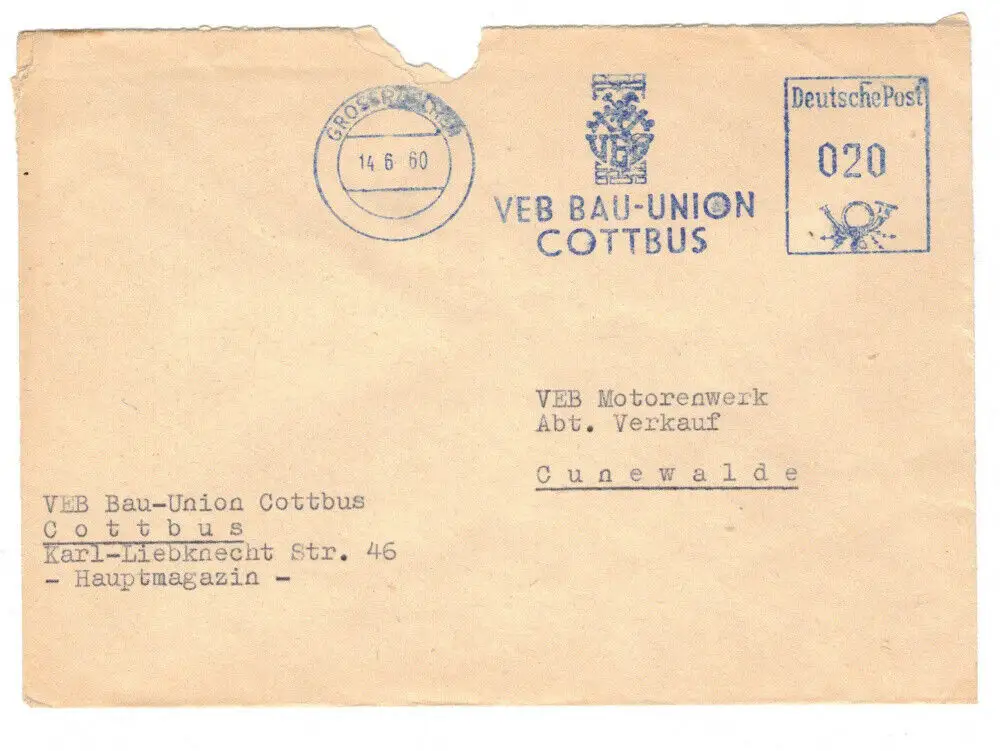 14 6 60
VEB
VEB BAU-UNION
COTTBUS
Deutsche Post
020
VEB Motorenwerk
Abt. Verkauf
Cunewalde
VEB Bau-Union Cottbus
Cottbus
Karl-Liebknecht Str. 46
- Hauptmagazin -